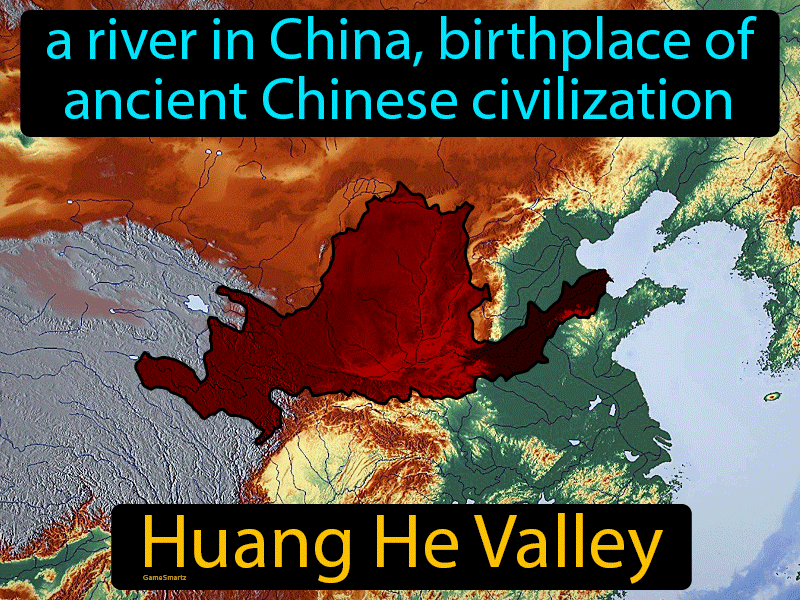 a river in China, birthplace of
ancient Chinese civilization
Huang He Valley
GameSmartz